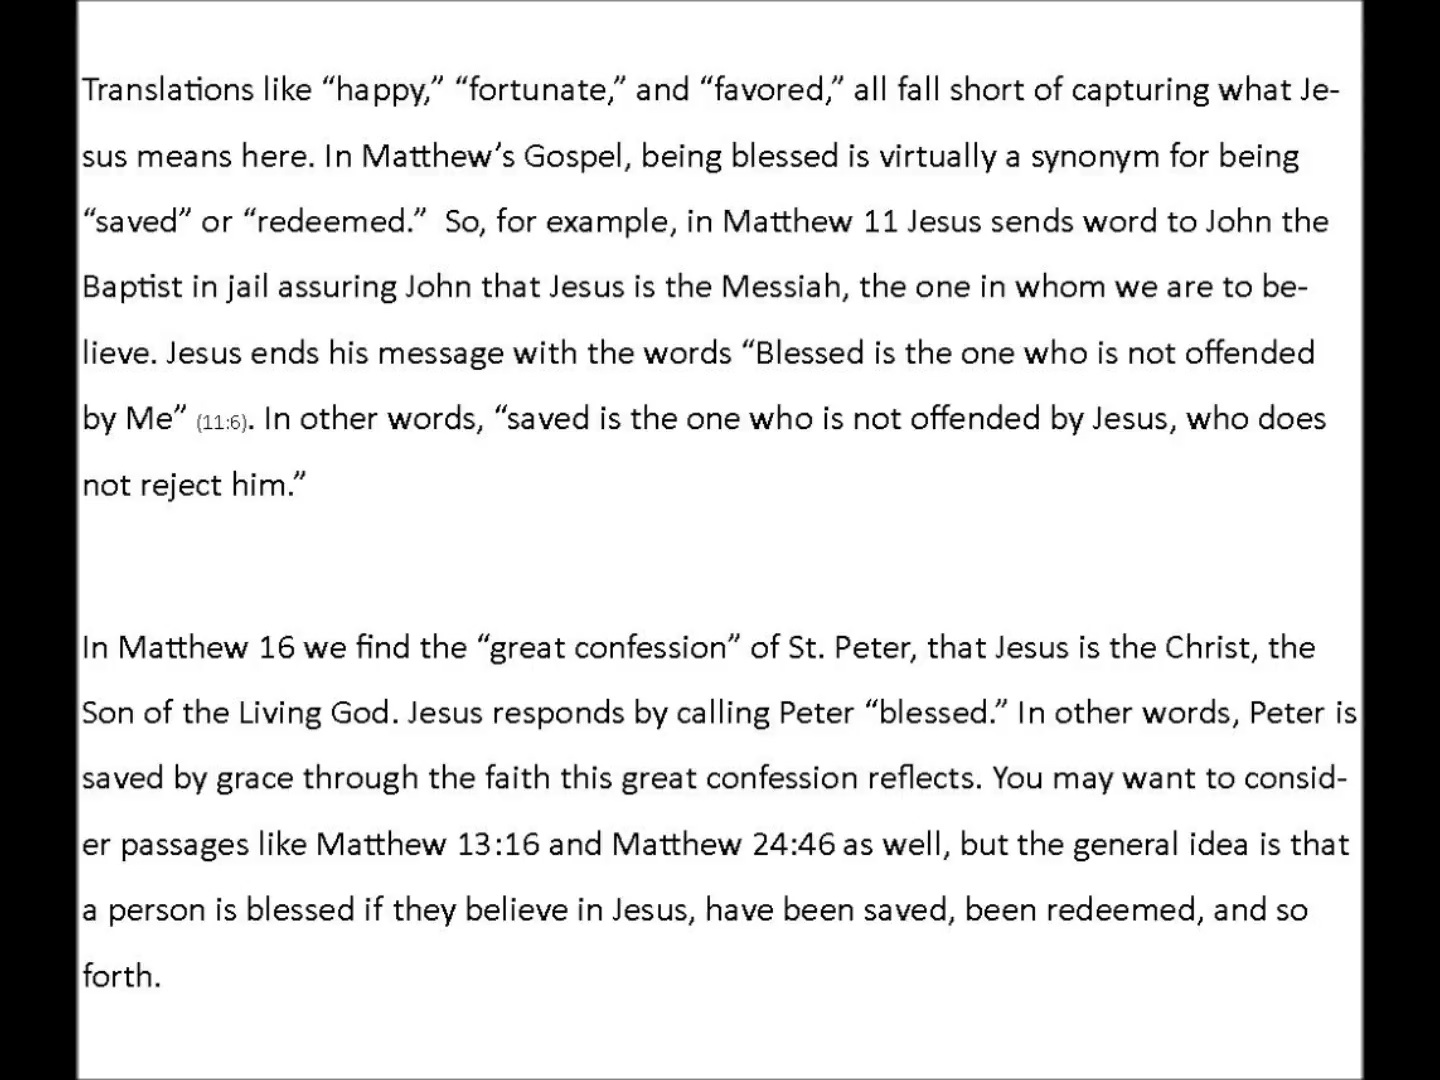 Translations like “happy,” “fortunate,” and “favored,” all fall short of capturing what Je-
sus means here. In Matthew’s Gospel, being blessed is virtually a synonym for being
“saved” or “redeemed.”  So, for example, in Matthew 11 Jesus sends word to John the
Baptist in jail assuring John that Jesus is the Messiah, the one in whom we are to be-
lieve. Jesus ends his message with the words “Blessed is the one who is not offended
by Me” (11:6). In other words, “saved is the one who is not offended by Jesus, who does
not reject him.”
In Matthew 16 we find the “great confession” of St. Peter, that Jesus is the Christ, the
Son of the Living God. Jesus responds by calling Peter “blessed.” In other words, Peter is
saved by grace through the faith this great confession reflects. You may want to consid-
er passages like Matthew 13:16 and Matthew 24:46 as well, but the general idea is that
a person is blessed if they believe in Jesus, have been saved, been redeemed, and so
forth.